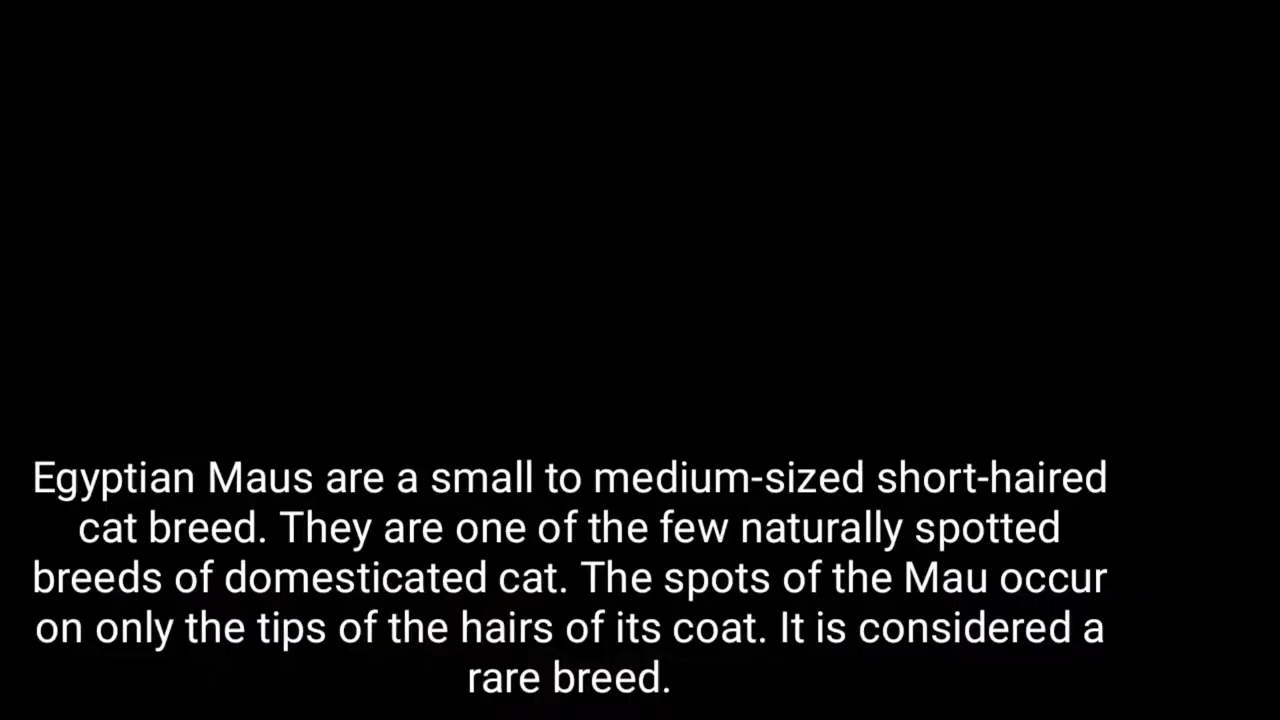 Egyptian Maus are a small to medium-sized short-haired
cat breed. They are one of the few naturally spotted
breeds of domesticated cat. The spots of the Mau occur
on only the tips of the hairs of its coat. It is considered a
rare breed.